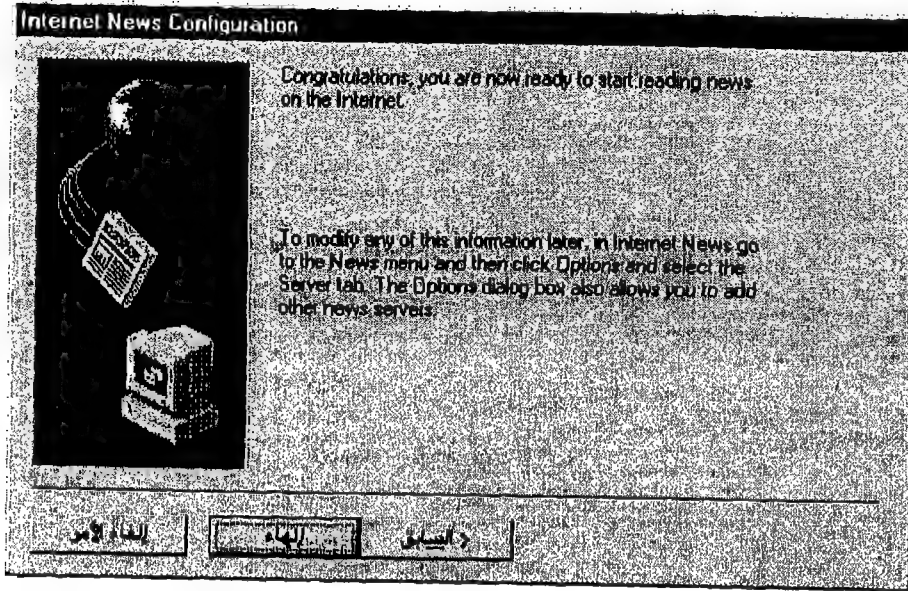 Internet News Configuration
Congratulations, you are now ready to start reading news
on the Internet.
To modify any of this information later, in Internet News go
to the News menu and then click Options and select the
Server tab. The Options dialog box also allows you to add
other news servers.
إلغاء الأمر إنهاء < السابق